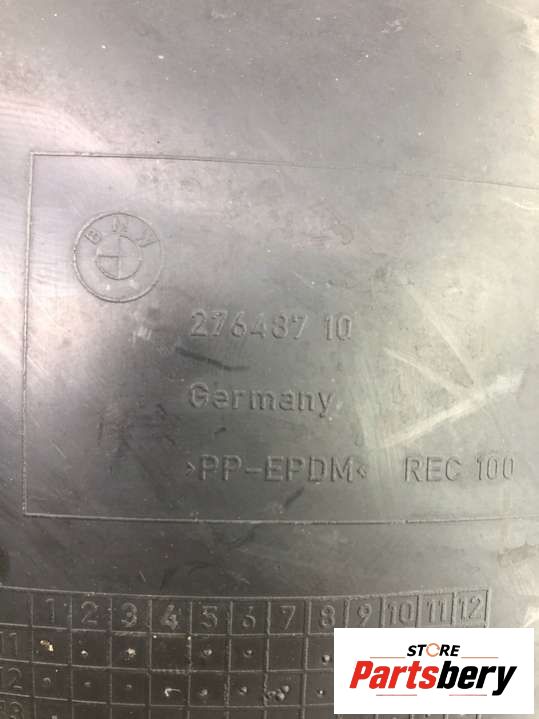 BMW
276487 10
Germany
>PP-EPDM< REC 100
1 2 3 4 5 6 7 8 9 10 11 12
11
12
STORE
Partsbery